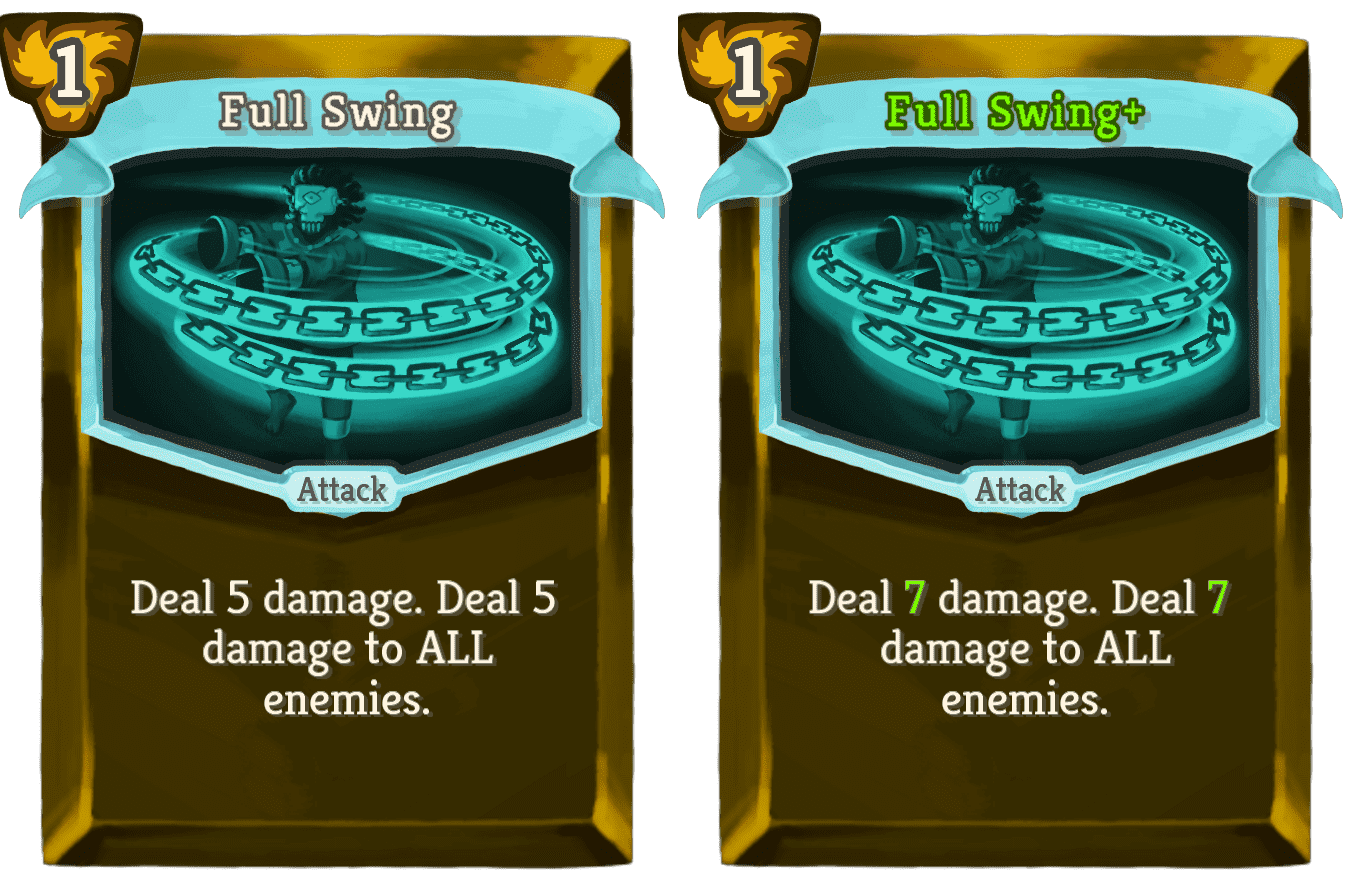 1
Full Swing
Attack
Deal 5 damage. Deal 5
damage to ALL
enemies.
1
Full Swing+
Attack
Deal 7 damage. Deal 7
damage to ALL
enemies.